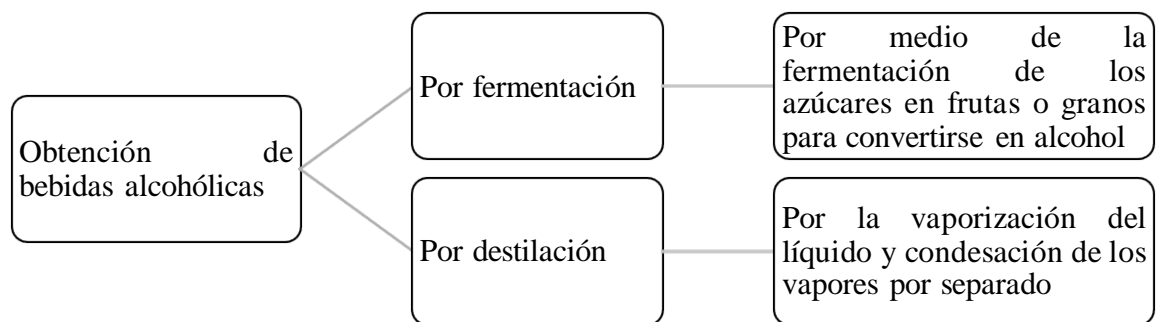 Obtención de
bebidas alcohólicas
Por fermentación
Por medio de la
fermentación de los
azúcares en frutas o granos
para convertirse en alcohol
Por destilación
Por la vaporización del
líquido y condesación de los
vapores por separado